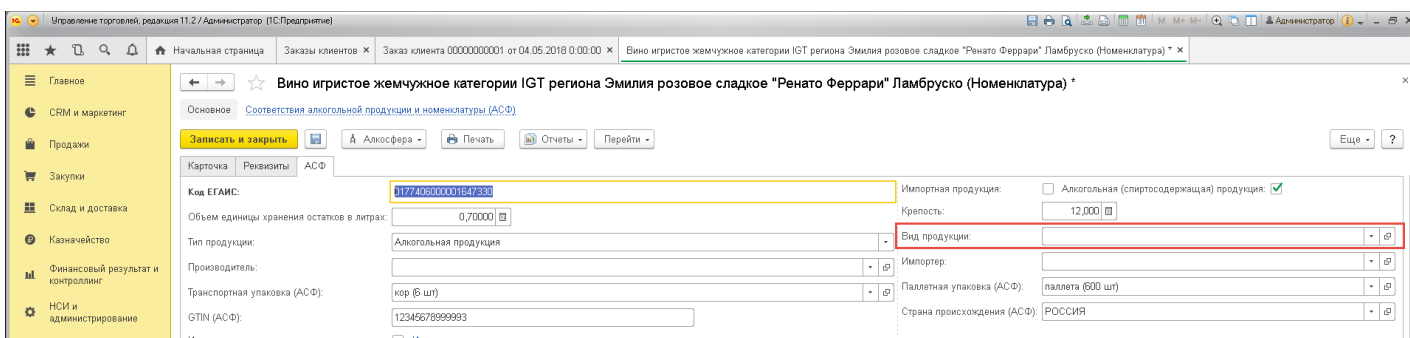 Управление торговлей, редакция 11.2 / Администратор (1С:Предприятие)
M M+ M- Администратор
Начальная страница Заказы клиентов × Заказ клиента 00000000001 от 04.05.2018 0:00:00 × Вино игристое жемчужное категории IGT региона Эмилия розовое сладкое "Ренато Феррари" Ламбруско (Номенклатура) * ×
Главное
CRM и маркетинг
Продажи
Закупки
Склад и доставка
Казначейство
Финансовый результат и
контроллинг
НСИ и
администрирование
Вино игристое жемчужное категории IGT региона Эмилия розовое сладкое "Ренато Феррари" Ламбруско (Номенклатура) *
Основное Соответствия алкогольной продукции и номенклатуры (АСФ)
Записать и закрыть Алкосфера Печать Отчеты Перейти Еще ?
Карточка Реквизиты АСФ
Код ЕГАИС: 0177406000001647330
Импортная продукция: Алкогольная (спиртосодержащая) продукция:
Объем единицы хранения остатков в литрах: 0,70000
Крепость: 12,000
Тип продукции: Алкогольная продукция
Вид продукции:
Производитель:
Импортер:
Транспортная упаковка (АСФ): кор (6 шт)
Паллетная упаковка (АСФ): паллета (600 шт)
GTIN (АСФ): 12345678999993
Страна происхождения (АСФ): РОССИЯ